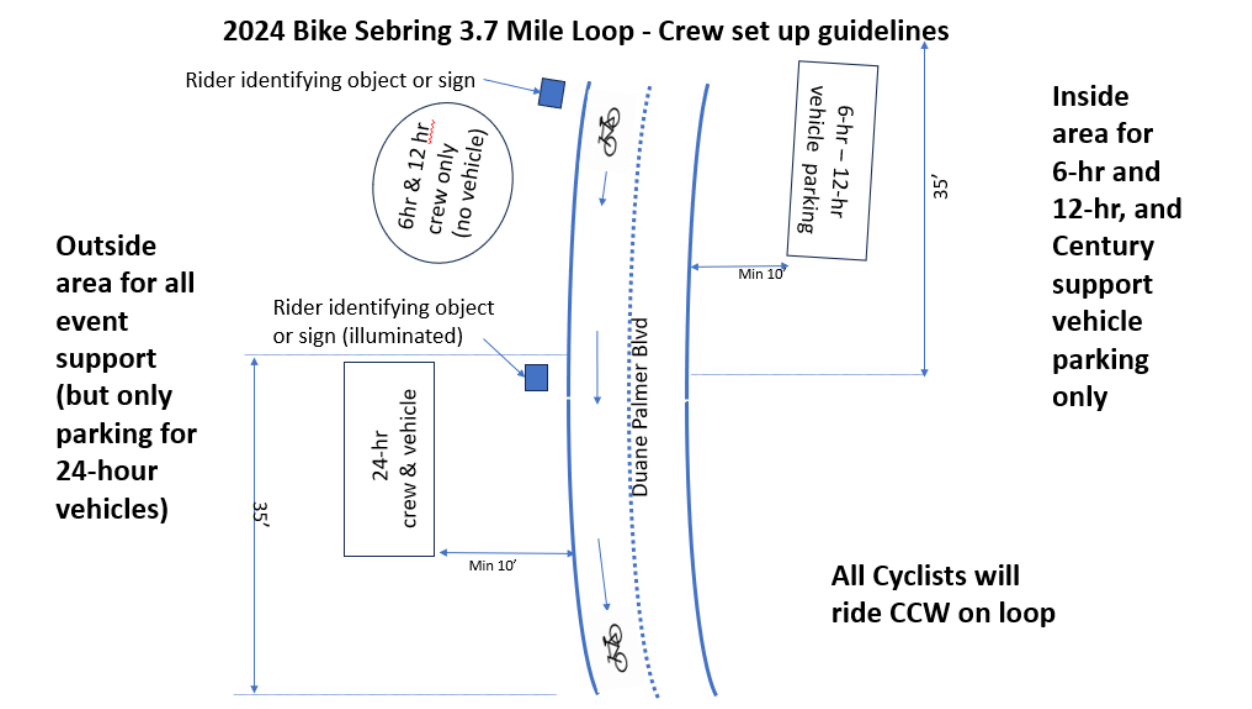 2024 Bike Sebring 3.7 Mile Loop - Crew set up guidelines
Rider identifying object or sign
6hr & 12 hr
crew only
(no vehicle)
6-hr – 12-hr
vehicle parking
35’
Inside
area for
6-hr and
12-hr, and
Century
support
vehicle
parking
only
Min 10’
Outside
area for all
event
support
(but only
parking for
24-hour
vehicles)
Rider identifying object
or sign (illuminated)
24-hr
crew & vehicle
35’
Min 10’
Duane Palmer Blvd
All Cyclists will
ride CCW on loop